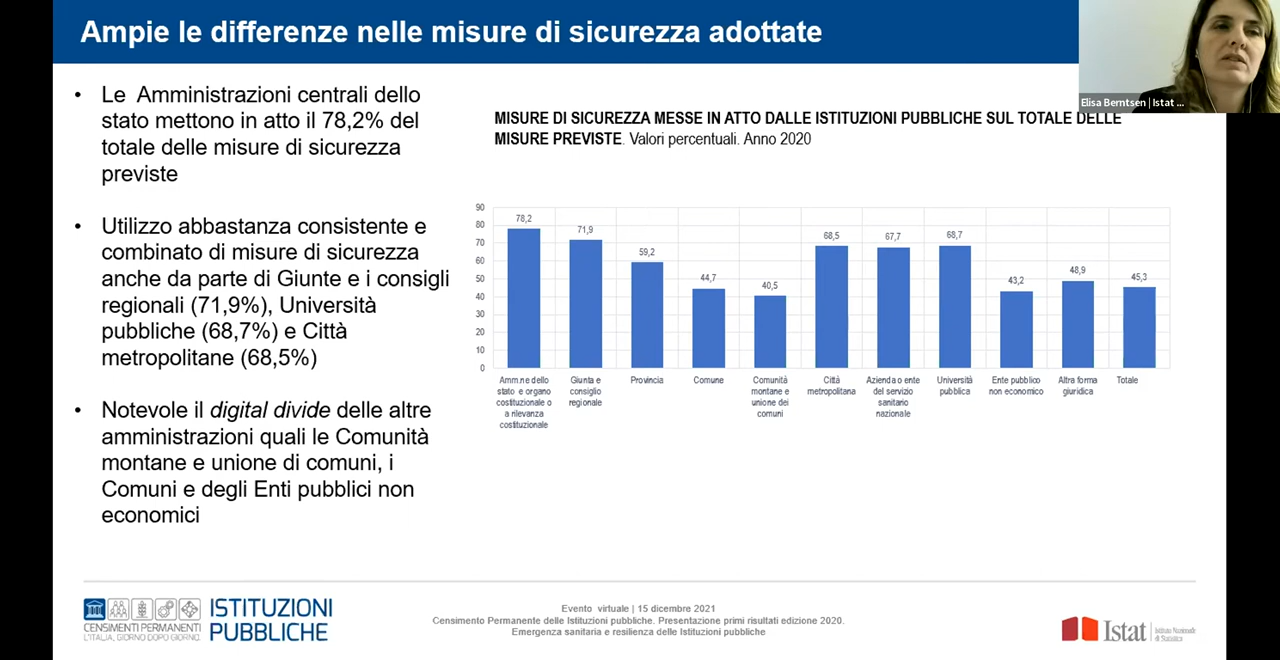 Ampie le differenze nelle misure di sicurezza adottate
Elisa Berntsen | Istat ...
• Le Amministrazioni centrali dello
stato mettono in atto il 78,2% del
totale delle misure di sicurezza
previste
• Utilizzo abbastanza consistente e
combinato di misure di sicurezza
anche da parte di Giunte e i consigli
regionali (71,9%), Università
pubbliche (68,7%) e Città
metropolitane (68,5%)
• Notevole il digital divide delle altre
amministrazioni quali le Comunità
montane e unione di comuni, i
Comuni e degli Enti pubblici non
economici
MISURE DI SICUREZZA MESSE IN ATTO DALLE ISTITUZIONI PUBBLICHE SUL TOTALE DELLE
MISURE PREVISTE. Valori percentuali. Anno 2020
90
80
70
60
50
40
30
20
10
0
78,2
71,9
59,2
44,7
40,5
68,5
67,7
68,7
43,2
48,9
45,3
Amm.ne dello
stato e organo
costituzionale o
a rilevanza
costituzionale
Giunta e
consiglio
regionale
Provincia
Comune
Comunità
montane e
unione dei
comuni
Città
metropolitana
Azienda o ente
del servizio
sanitario
nazionale
Università
pubblica
Ente pubblico
non economico
Altra forma
giuridica
Totale
CENSIMENTI PERMANENTI
L'ITALIA, GIORNO DOPO GIORNO.
ISTITUZIONI
PUBBLICHE
Evento virtuale | 15 dicembre 2021
Censimento Permanente delle Istituzioni pubbliche. Presentazione primi risultati edizione 2020.
Emergenza sanitaria e resilienza delle Istituzioni pubbliche
Istat
Istituto Nazionale
di Statistica